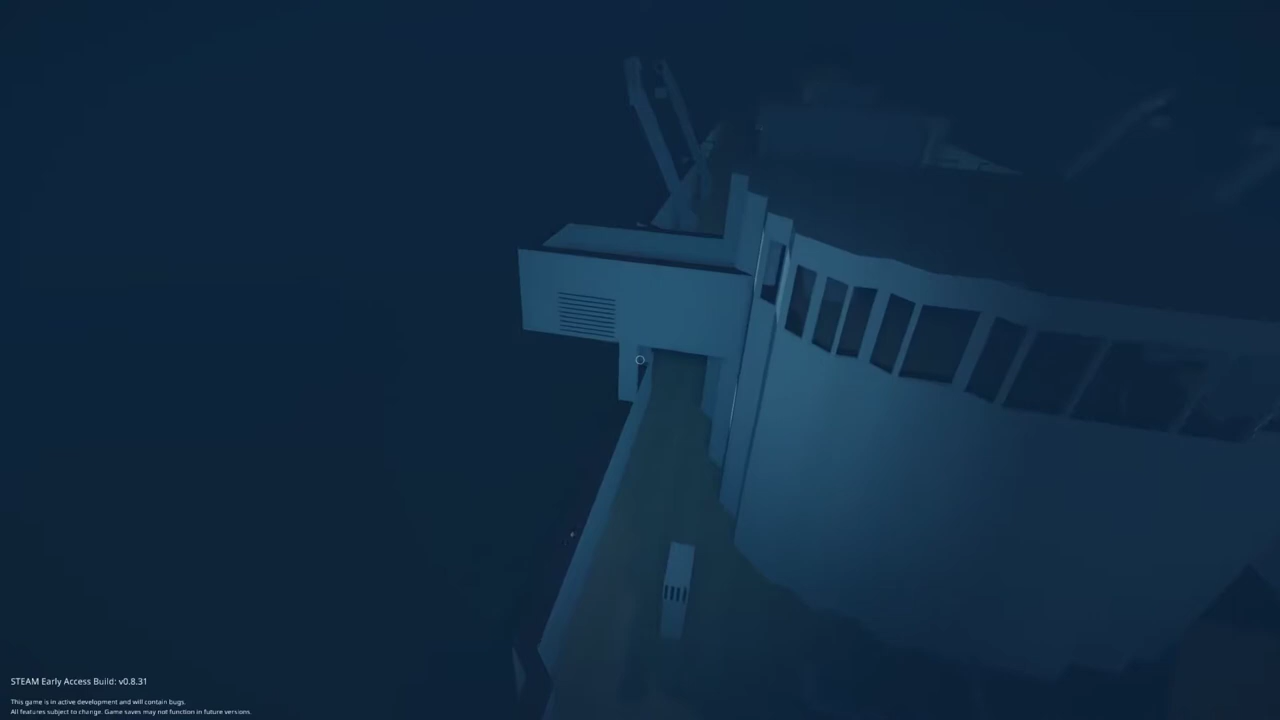 STEAM Early Access Build: v0.8.31
This game is in active development and will contain bugs.
All features subject to change. Game saves may not function in future versions.